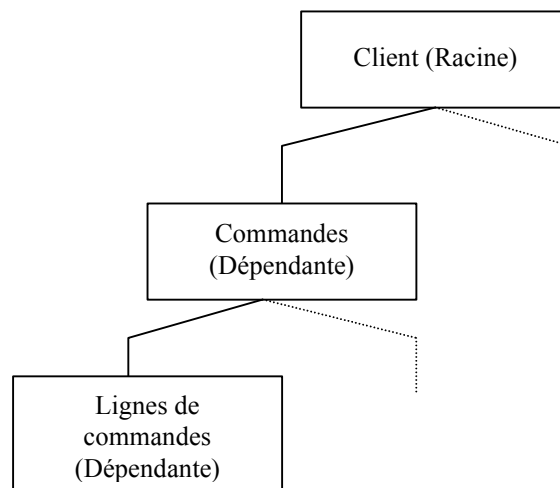 Client (Racine)
Commandes
(Dépendante)
Lignes de
commandes
(Dépendante)